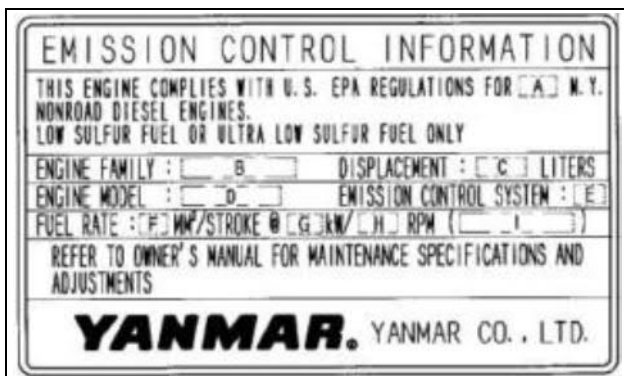 EMISSION CONTROL INFORMATION
THIS ENGINE COMPLIES WITH U.S. EPA REGULATIONS FOR [A] M.Y.
NONROAD DIESEL ENGINES.
LOW SULFUR FUEL OR ULTRA LOW SULFUR FUEL ONLY
ENGINE FAMILY : [B] DISPLACEMENT : [C] LITERS
ENGINE MODEL : [D] EMISSION CONTROL SYSTEM : [E]
FUEL RATE : [F] MM³/STROKE @ [G] kW/ [H] RPM ( [I] )
REFER TO OWNER'S MANUAL FOR MAINTENANCE SPECIFICATIONS AND
ADJUSTMENTS
YANMAR. YANMAR CO., LTD.